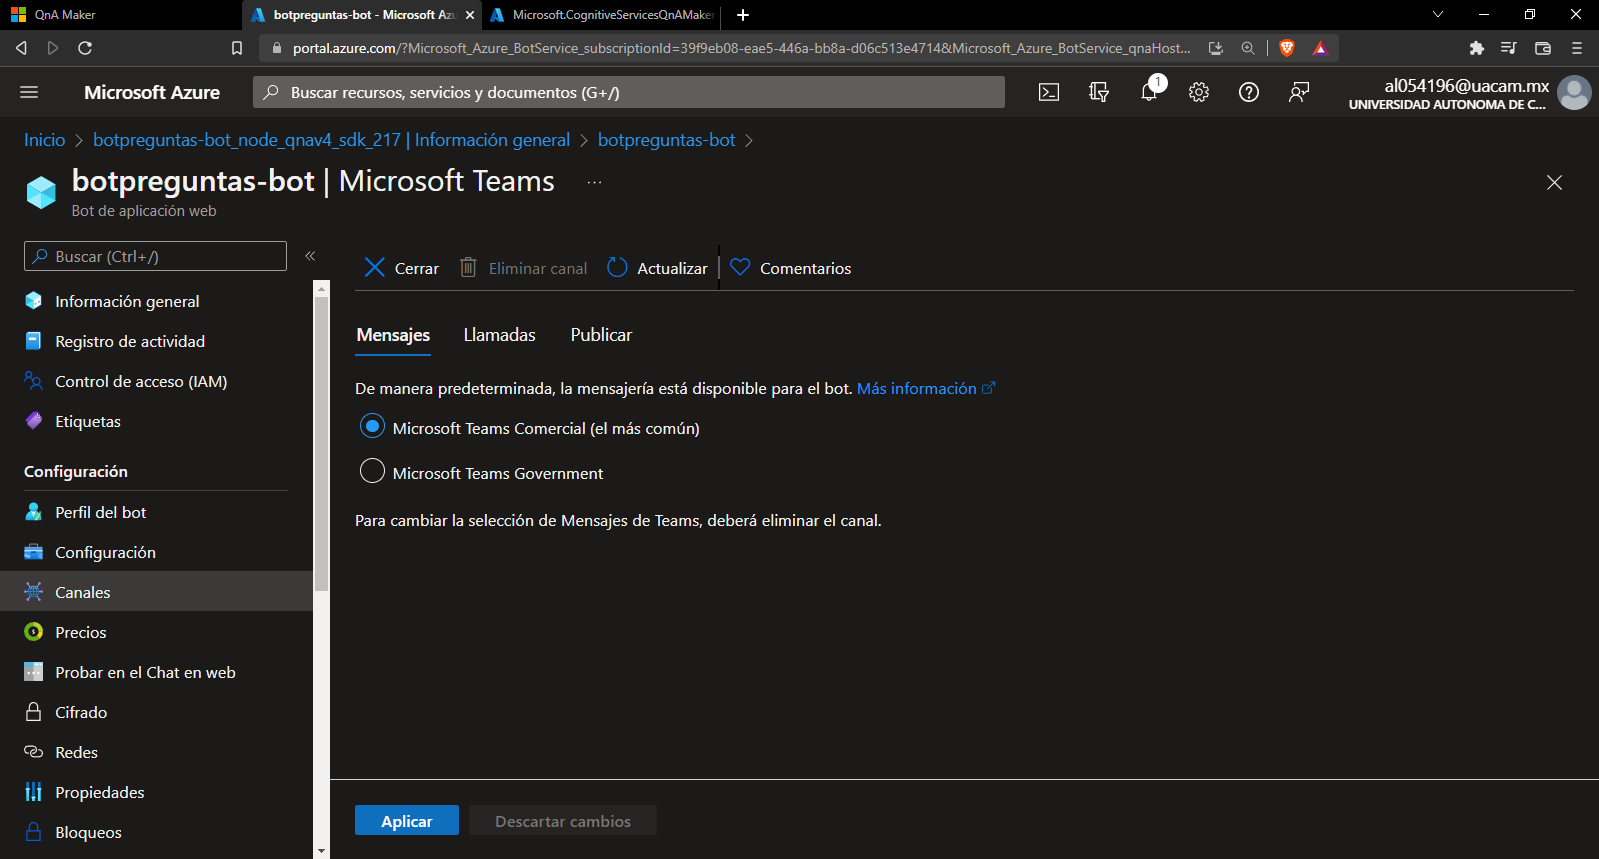 QnA Maker
botpreguntas-bot - Microsoft Azu
Microsoft.CognitiveServicesQnAMaker
portal.azure.com/?Microsoft_Azure_BotService_subscriptionId=39f9eb08-eae5-446a-bb8a-d06c513e4714&Microsoft_Azure_BotService_qnaHost...
Microsoft Azure
Buscar recursos, servicios y documentos (G+/)
1
al054196@uacam.mx
UNIVERSIDAD AUTONOMA DE C...
Inicio > botpreguntas-bot_node_qnav4_sdk_217 | Información general > botpreguntas-bot >
botpreguntas-bot | Microsoft Teams ...
Bot de aplicación web
Buscar (Ctrl+/)
«
Información general
Registro de actividad
Control de acceso (IAM)
Etiquetas
Configuración
Perfil del bot
Configuración
Canales
Precios
Probar en el Chat en web
Cifrado
Redes
Propiedades
Bloqueos
Cerrar
Eliminar canal
Actualizar
Comentarios
Mensajes
Llamadas
Publicar
De manera predeterminada, la mensajería está disponible para el bot. Más información
Microsoft Teams Comercial (el más común)
Microsoft Teams Government
Para cambiar la selección de Mensajes de Teams, deberá eliminar el canal.
Aplicar
Descartar cambios